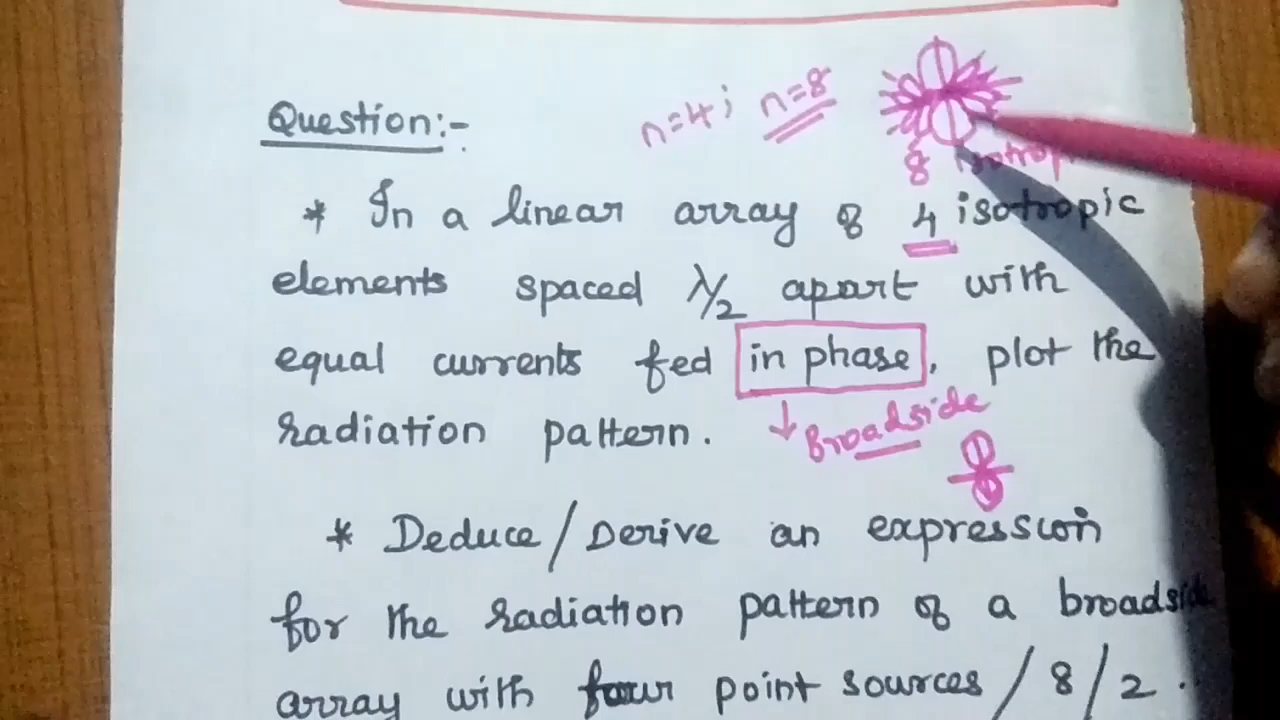 n=4; n=8
Question:-
8 isotropi
* In a linear array of 4 isotropic
elements spaced λ/2 apart with
equal currents fed in phase, plot the
radiation pattern.
↓ Broadside
* Deduce/Derive an expression
for the radiation pattern of a broadside
array with four point sources / 8/2.